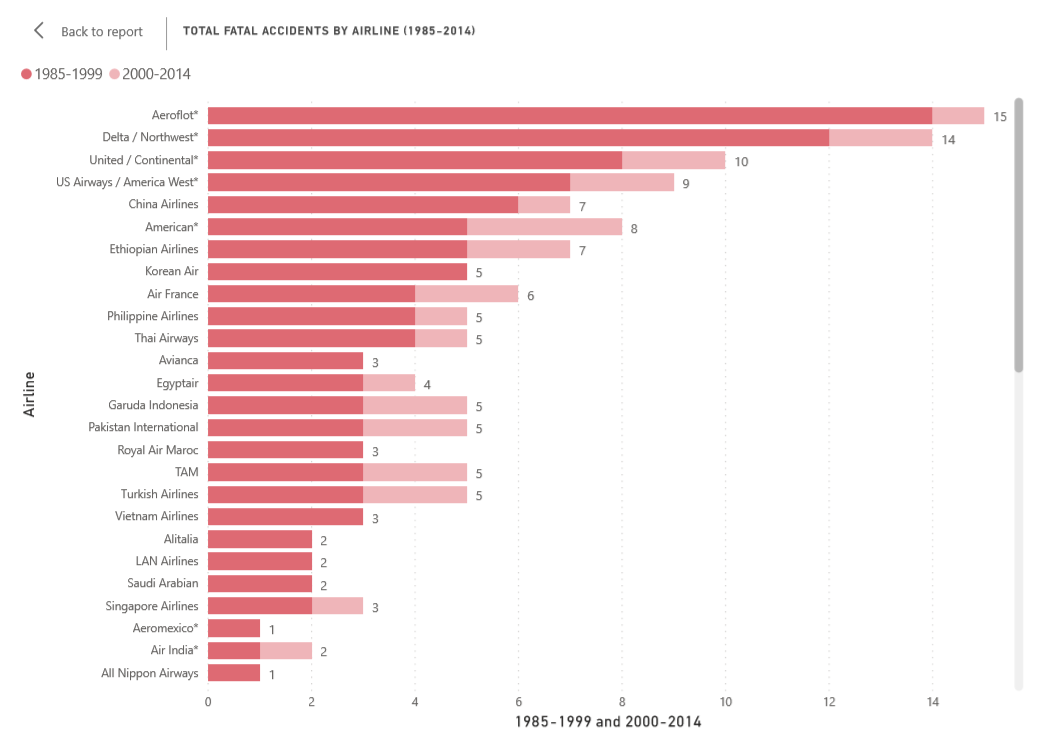 Back to report
TOTAL FATAL ACCIDENTS BY AIRLINE (1985-2014)
1985-1999 2000-2014
Airline
Aeroflot* 15
Delta / Northwest* 14
United / Continental* 10
US Airways / America West* 9
China Airlines 7
American* 8
Ethiopian Airlines 7
Korean Air 5
Air France 6
Philippine Airlines 5
Thai Airways 5
Avianca 3
Egyptair 4
Garuda Indonesia 5
Pakistan International 5
Royal Air Maroc 3
TAM 5
Turkish Airlines 5
Vietnam Airlines 3
Alitalia 2
LAN Airlines 2
Saudi Arabian 2
Singapore Airlines 3
Aeromexico* 1
Air India* 2
All Nippon Airways 1
0 2 4 6 8 10 12 14
1985-1999 and 2000-2014